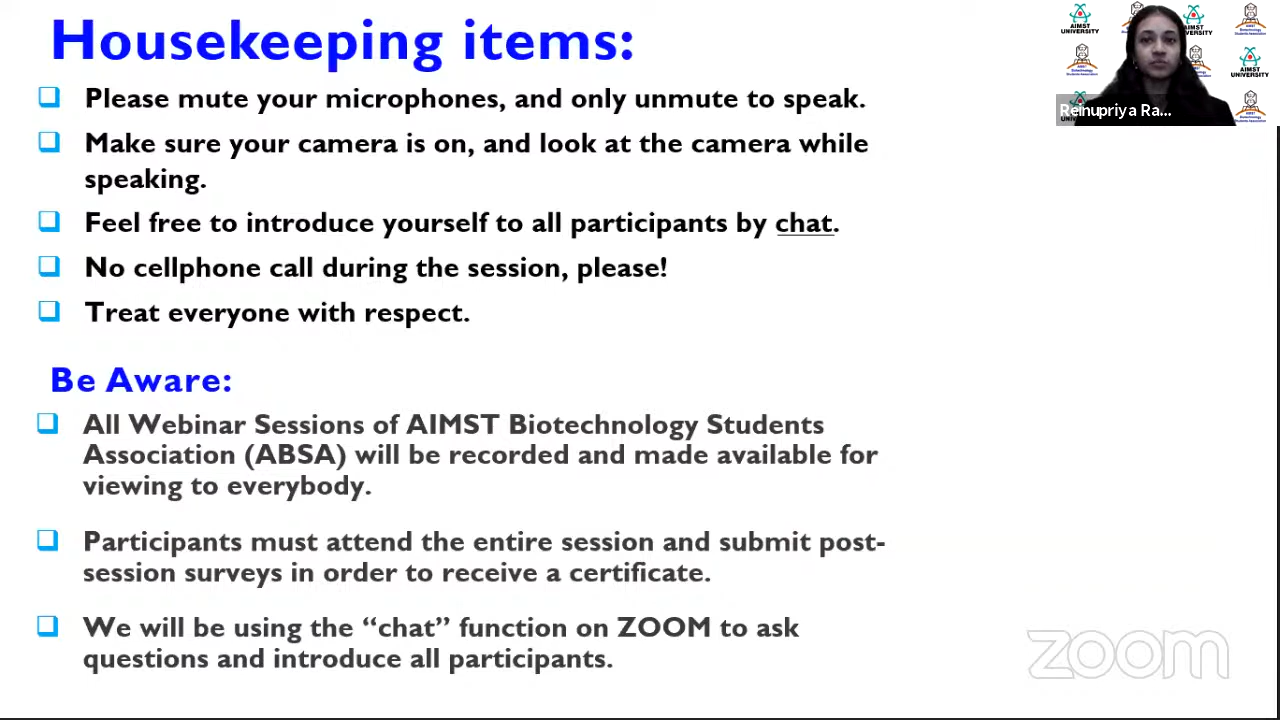 Housekeeping items:
Please mute your microphones, and only unmute to speak.
Make sure your camera is on, and look at the camera while
speaking.
Feel free to introduce yourself to all participants by chat.
No cellphone call during the session, please!
Treat everyone with respect.
Be Aware:
All Webinar Sessions of AIMST Biotechnology Students
Association (ABSA) will be recorded and made available for
viewing to everybody.
Participants must attend the entire session and submit post-
session surveys in order to receive a certificate.
We will be using the “chat” function on ZOOM to ask
questions and introduce all participants.
AIMST
UNIVERSITY
AIMST
UNIVERSITY
Reinupriya Ra...
zoom